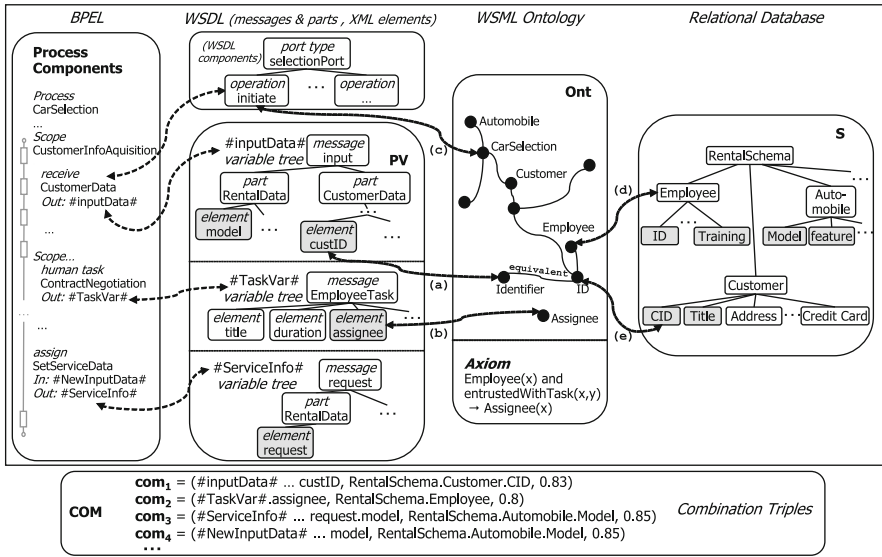 BPEL
WSDL (messages & parts , XML elements)
WSML Ontology
Relational Database
Process
Components
Process
CarSelection
...
Scope
CustomerInfoAquisition
receive
CustomerData
Out: #inputData#
...
Scope...
human task
ContractNegotiation
Out: #TaskVar#
...
assign
SetServiceData
In: #NewInputData#
Out: #ServiceInfo#
(WSDL
components)
port type
selectionPort
operation
initiate
...
operation
...
#inputData#
variable tree
message
input
PV
part
RentalData
part
CustomerData
...
...
element
model
element
custID
...
#TaskVar#
variable tree
message
EmployeeTask
element
title
element
duration
element
assignee
...
#ServiceInfo#
variable tree
message
request
part
RentalData
...
element
request
(c)
(a)
(b)
Ont
Automobile
CarSelection
Customer
Employee
equivalent
Identifier
ID
Assignee
Axiom
Employee(x) and
entrustedWithTask(x,y)
→ Assignee(x)
(d)
(e)
S
RentalSchema
...
Employee
Auto-
mobile
...
ID
Training
Model
feature
...
Customer
CID
Title
Address
...
Credit Card
COM
com1 = (#inputData# ... custID, RentalSchema.Customer.CID, 0.83)
com2 = (#TaskVar#.assignee, RentalSchema.Employee, 0.8)
com3 = (#ServiceInfo# ... request.model, RentalSchema.Automobile.Model, 0.85)
com4 = (#NewInputData# ... model, RentalSchema.Automobile.Model, 0.85)
...
Combination Triples